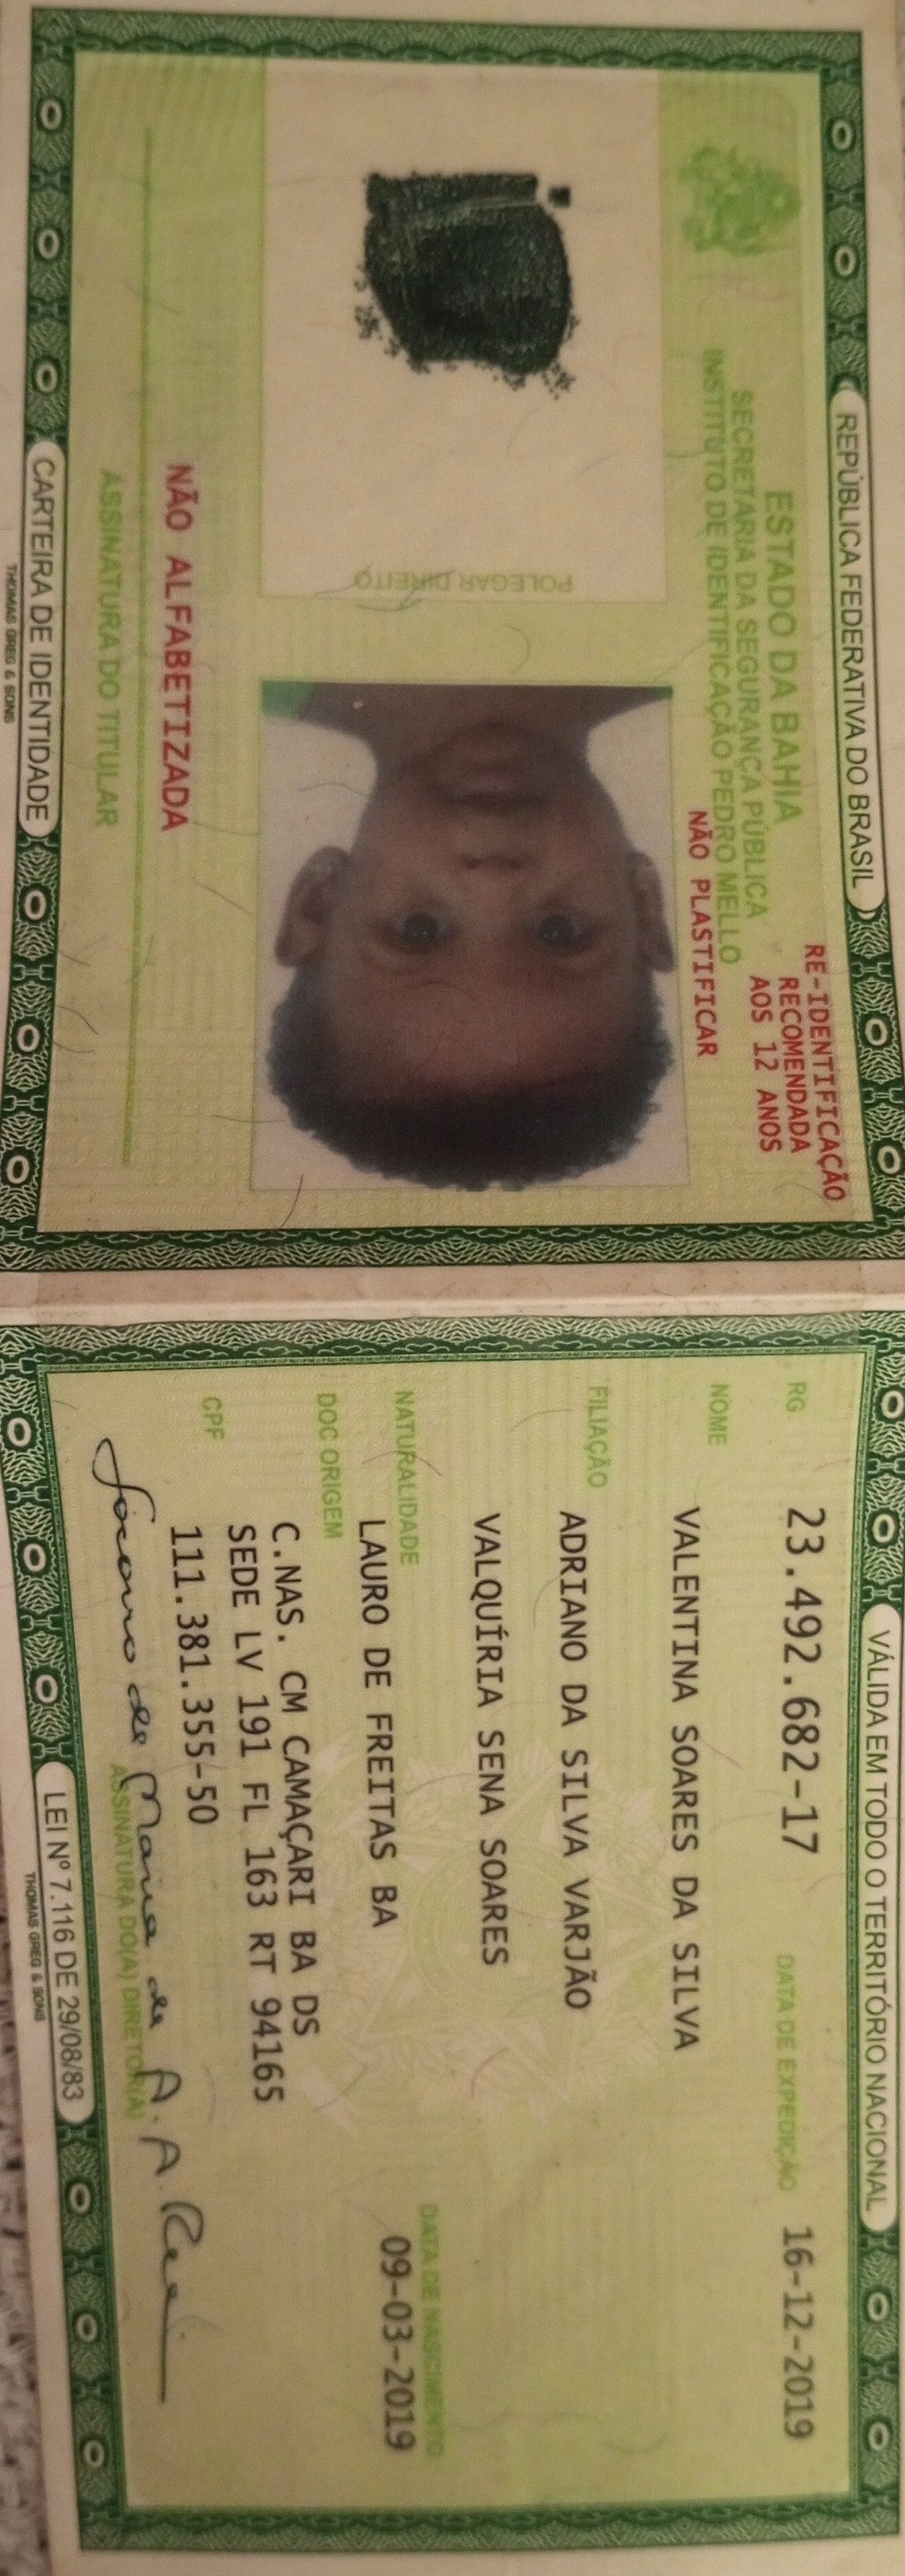 REPÚBLICA FEDERATIVA DO BRASIL
ESTADO DA BAHIA
SECRETARIA DA SEGURANÇA PÚBLICA
INSTITUTO DE IDENTIFICAÇÃO PEDRO MELLO
RE-IDENTIFICAÇÃO
RECOMENDADA
AOS 12 ANOS
NÃO PLASTIFICAR
POLEGAR DIREITO
NÃO ALFABETIZADA
ASSINATURA DO TITULAR
CARTEIRA DE IDENTIDADE
THOMAS GREG & SONS
VÁLIDA EM TODO O TERRITÓRIO NACIONAL
RG 23.492.682-17 DATA DE EXPEDIÇÃO 16-12-2019
NOME VALENTINA SOARES DA SILVA
FILIAÇÃO ADRIANO DA SILVA VARJÃO
VALQUÍRIA SENA SOARES
NATURALIDADE DATA DE NASCIMENTO
LAURO DE FREITAS BA 09-03-2019
DOC ORIGEM C.NAS. CM CAMAÇARI BA DS
SEDE LV 191 FL 163 RT 94165
CPF 111.381.355-50
de A. A.
ASSINATURA DO(A) DIRETOR(A)
LEI Nº 7.116 DE 29/08/83
THOMAS GREG & SONS